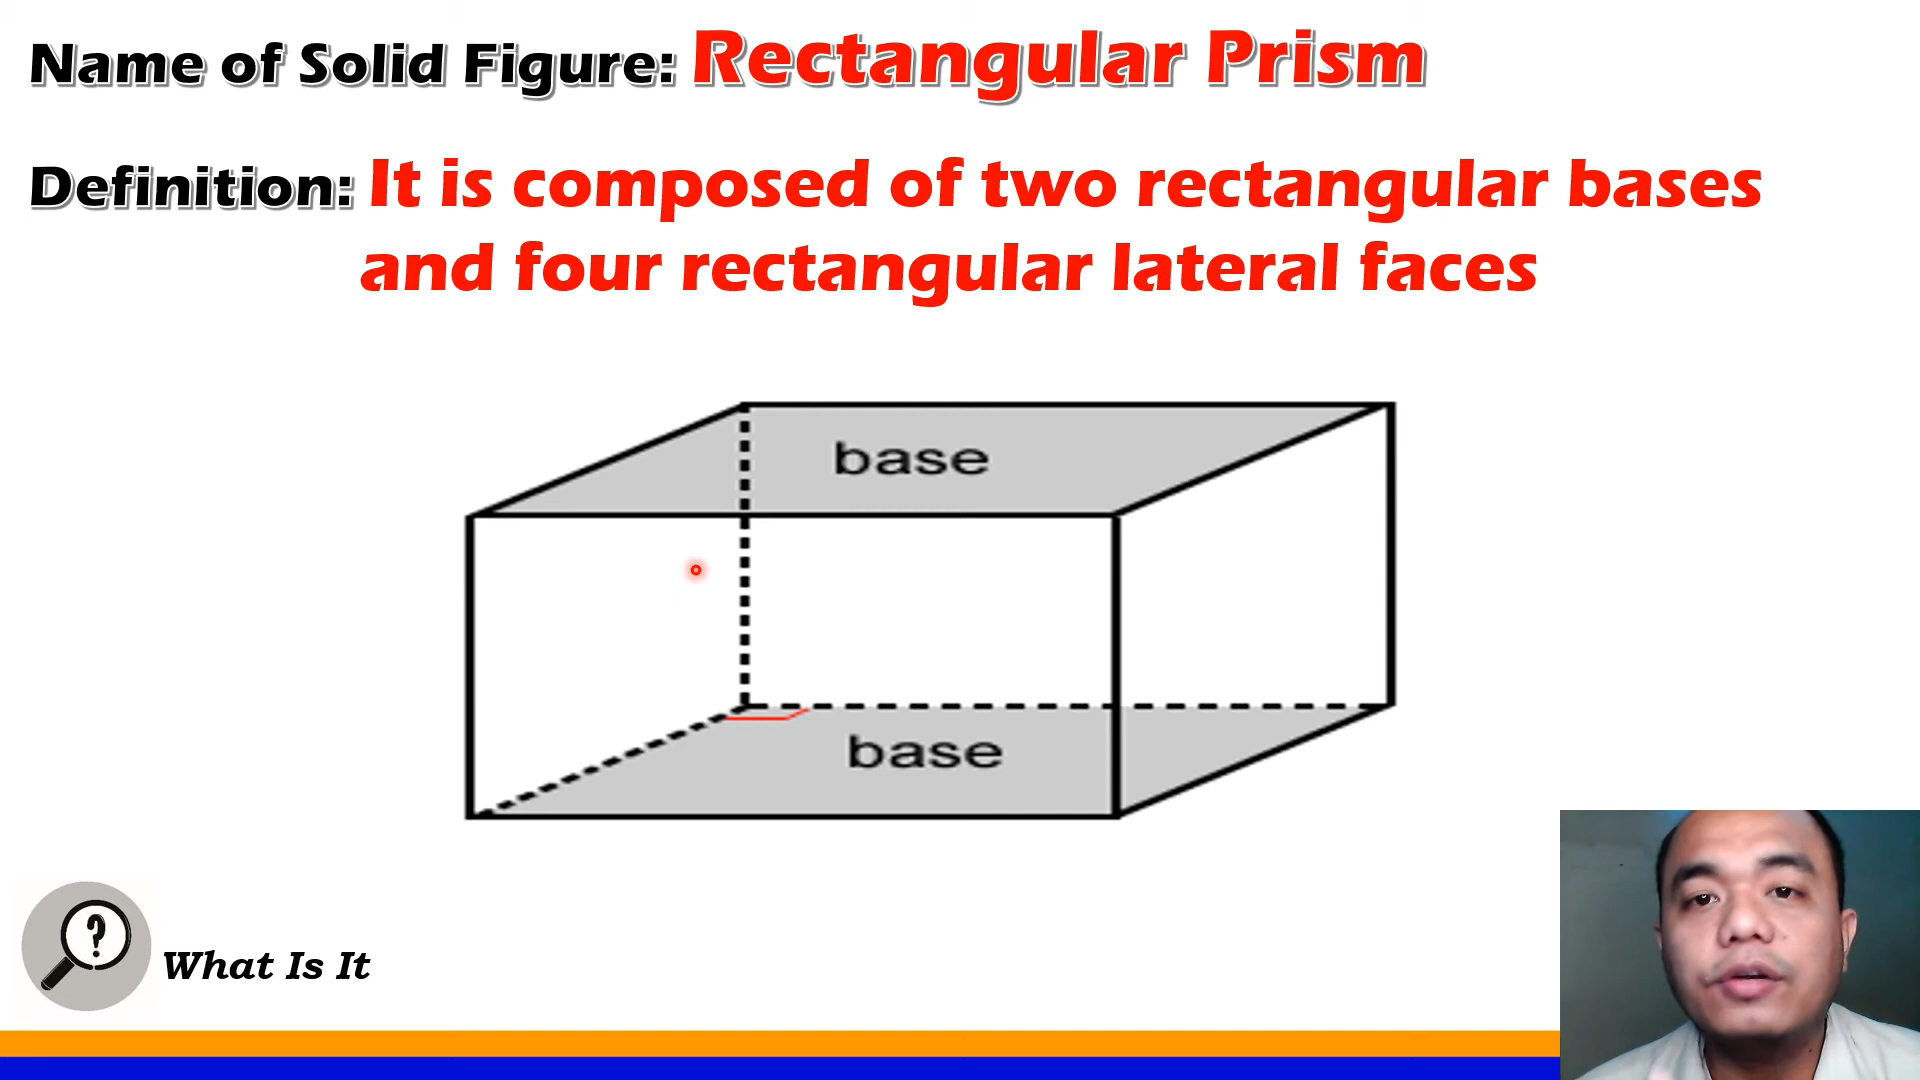 Name of Solid Figure: Rectangular Prism
Definition: It is composed of two rectangular bases
and four rectangular lateral faces
base
base
?
What Is It